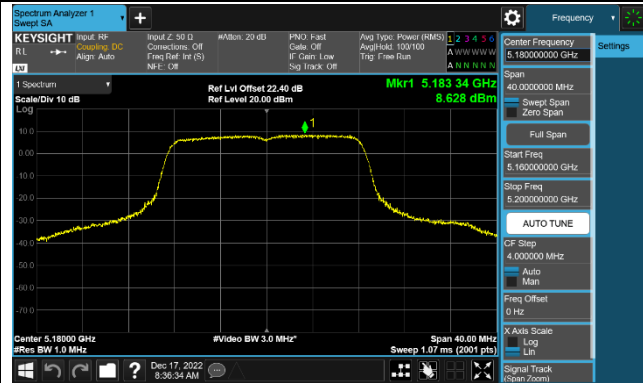 Spectrum Analyzer 1
Swept SA
+
Frequency
KEYSIGHT
RL
LXI
Input: RF
Coupling: DC
Align: Auto
Input Z: 50 Ω
Corrections: Off
Freq Ref: Int (S)
NFE: Off
#Atten: 20 dB
PNO: Fast
Gate: Off
IF Gain: Low
Sig Track: Off
Avg Type: Power (RMS)
Avg|Hold: 100/100
Trig: Free Run
1 2 3 4 5 6
A W W W W W
A N N N N N
Center Frequency
5.180000000 GHz
Settings
Span
40.0000000 MHz
Swept Span
Zero Span
Full Span
Start Freq
5.160000000 GHz
Stop Freq
5.200000000 GHz
AUTO TUNE
CF Step
4.000000 MHz
Auto
Man
Freq Offset
0 Hz
X Axis Scale
Log
Lin
Signal Track
(Span Zoom)
1 Spectrum
Scale/Div 10 dB
Log
Ref Lvl Offset 22.40 dB
Ref Level 20.00 dBm
Mkr1 5.183 34 GHz
8.628 dBm
1
10.0
0.00
-10.0
-20.0
-30.0
-40.0
-50.0
-60.0
-70.0
Center 5.18000 GHz
#Res BW 1.0 MHz
#Video BW 3.0 MHz*
Span 40.00 MHz
Sweep 1.07 ms (2001 pts)
?
Dec 17, 2022
8:36:34 AM